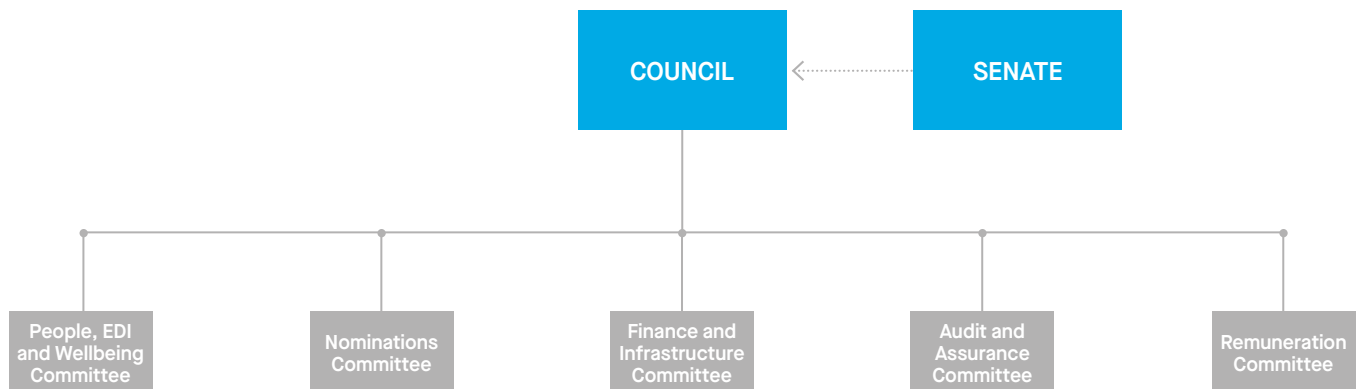 COUNCIL
SENATE
People, EDI
and Wellbeing
Committee
Nominations
Committee
Finance and
Infrastructure
Committee
Audit and
Assurance
Committee
Remuneration
Committee